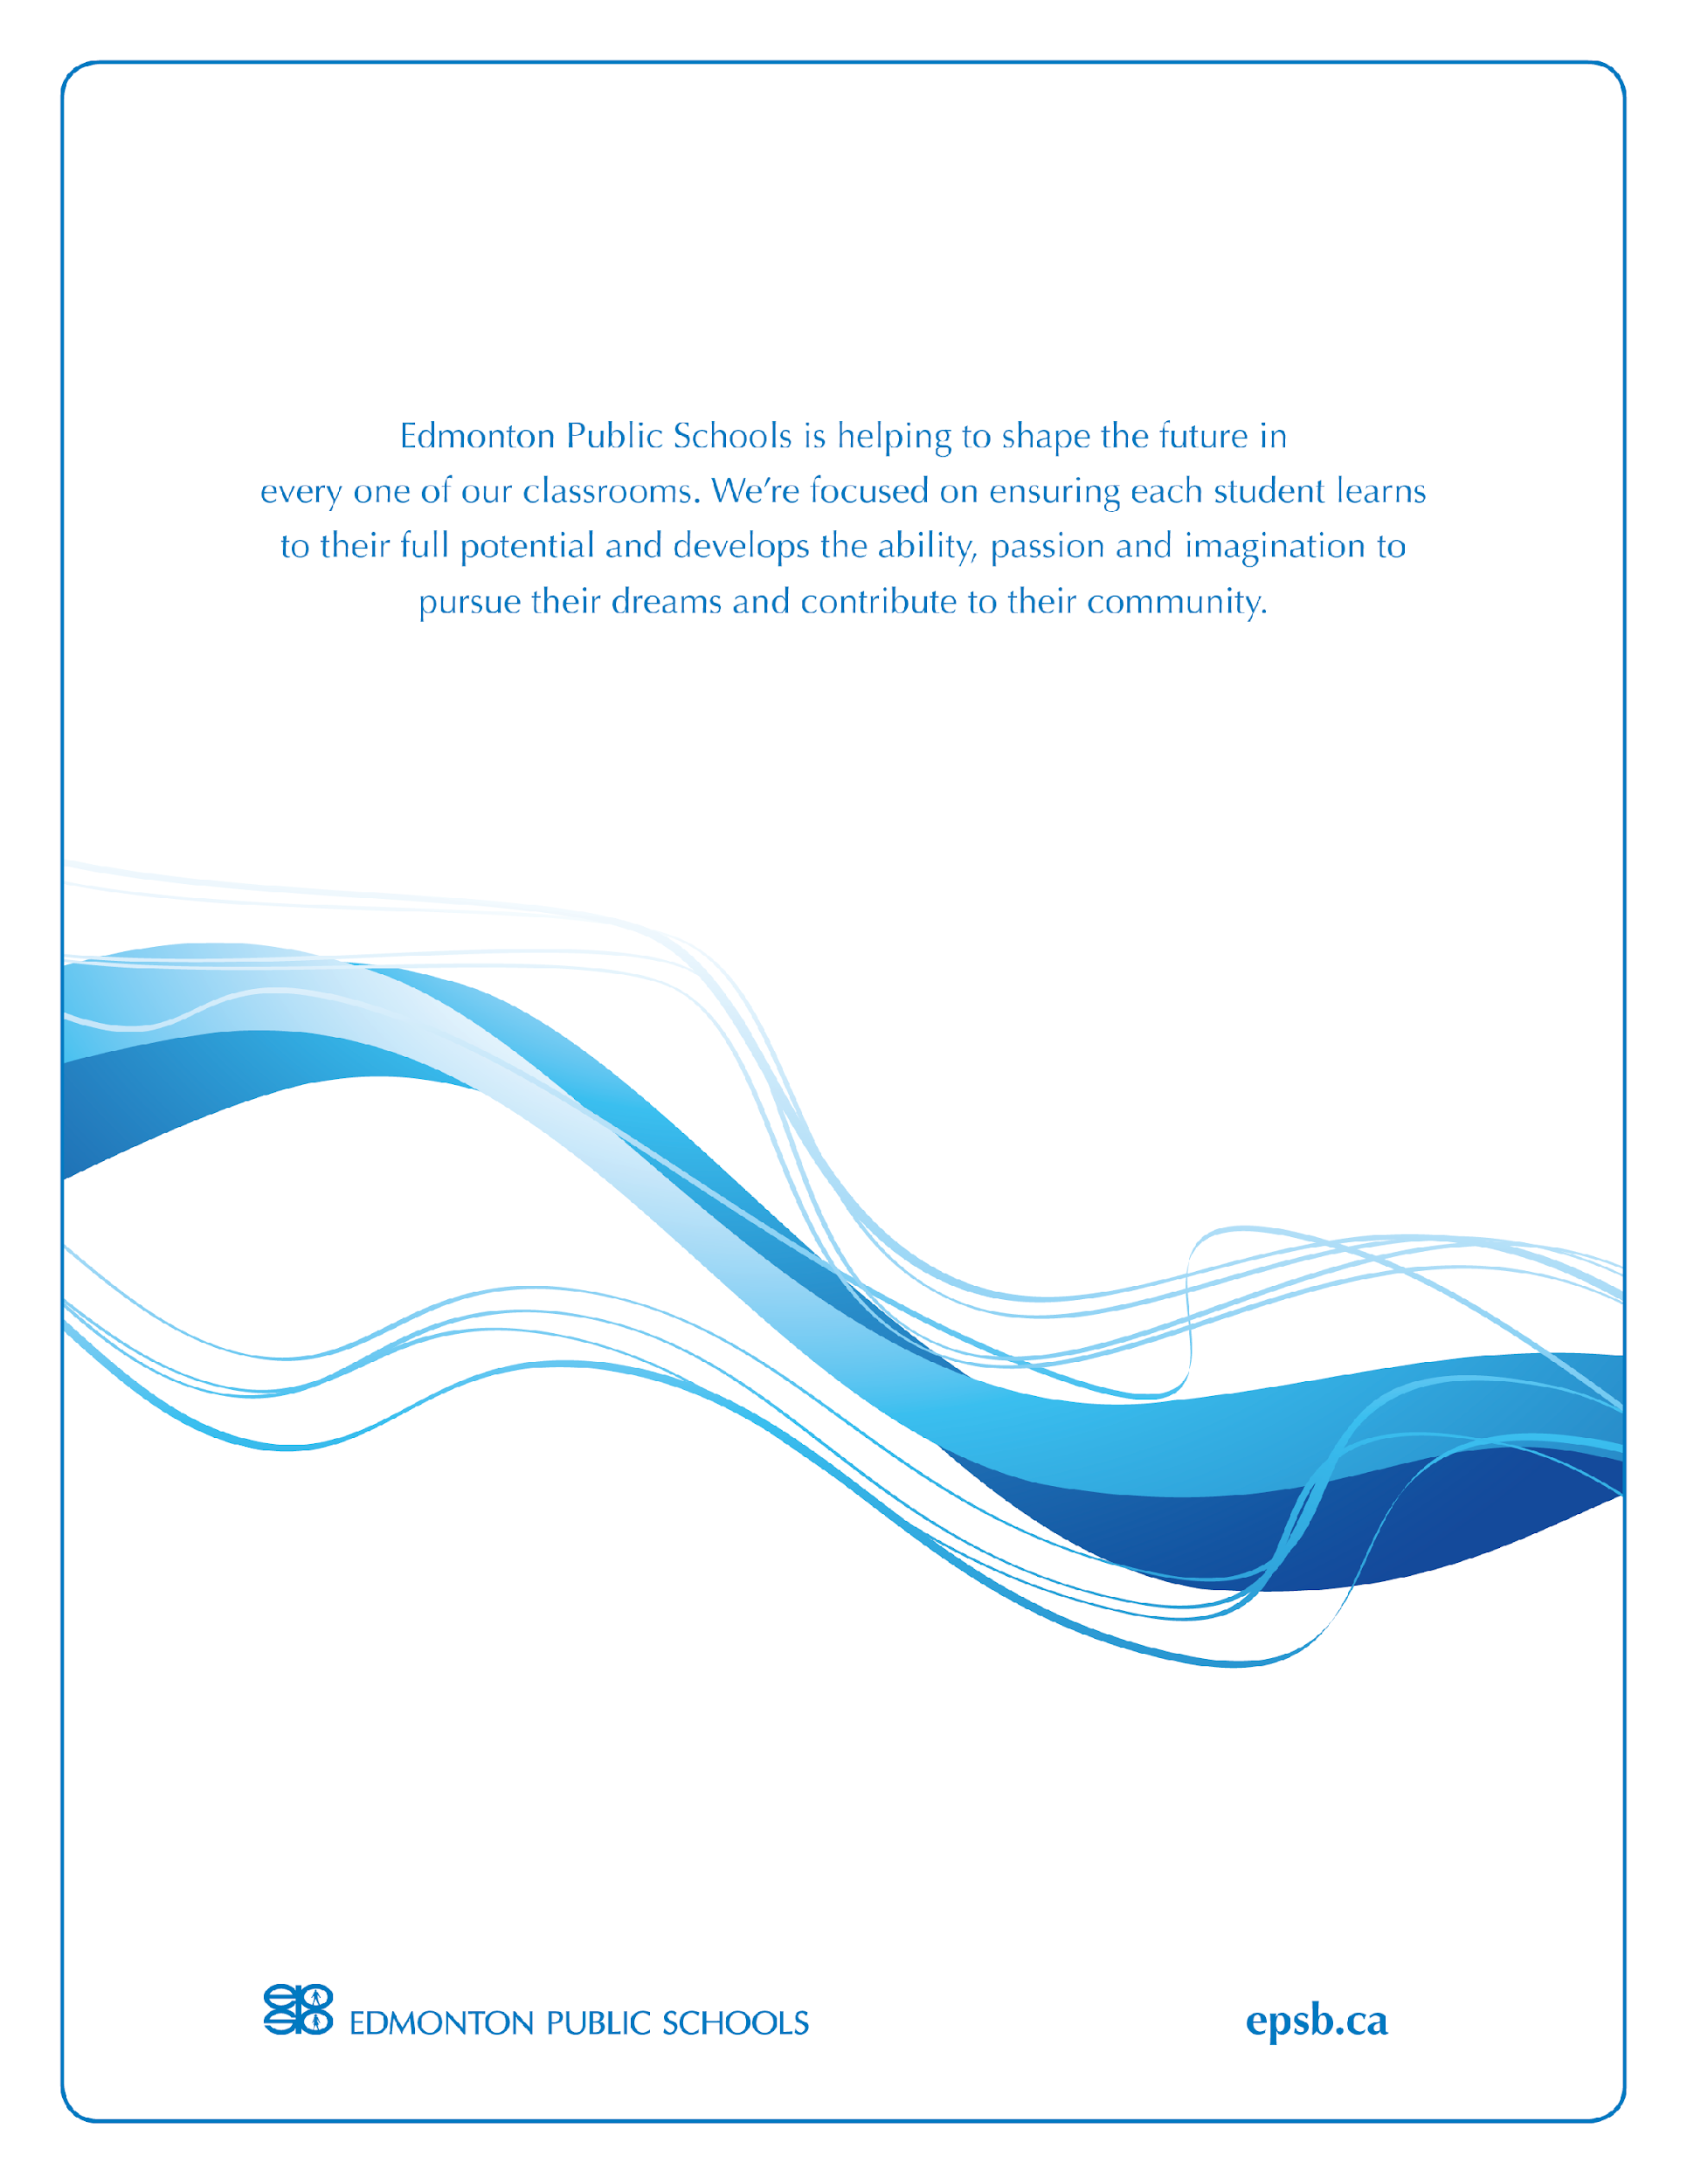 Edmonton Public Schools is helping to shape the future in
every one of our classrooms. We’re focused on ensuring each student learns
to their full potential and develops the ability, passion and imagination to
pursue their dreams and contribute to their community.
EDMONTON PUBLIC SCHOOLS
epsb.ca